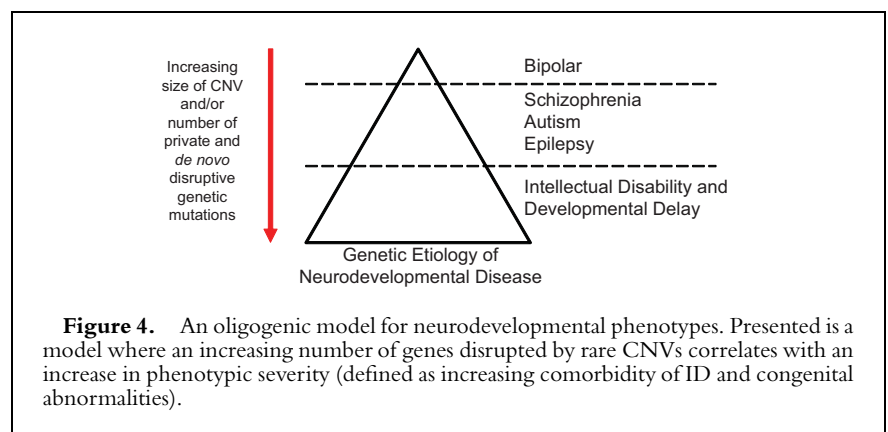 Increasing
size of CNV
and/or
number of
private and
de novo
disruptive
genetic
mutations
Bipolar
Schizophrenia
Autism
Epilepsy
Intellectual Disability and
Developmental Delay
Genetic Etiology of
Neurodevelopmental Disease
Figure 4. An oligogenic model for neurodevelopmental phenotypes. Presented is a
model where an increasing number of genes disrupted by rare CNVs correlates with an
increase in phenotypic severity (defined as increasing comorbidity of ID and congenital
abnormalities).